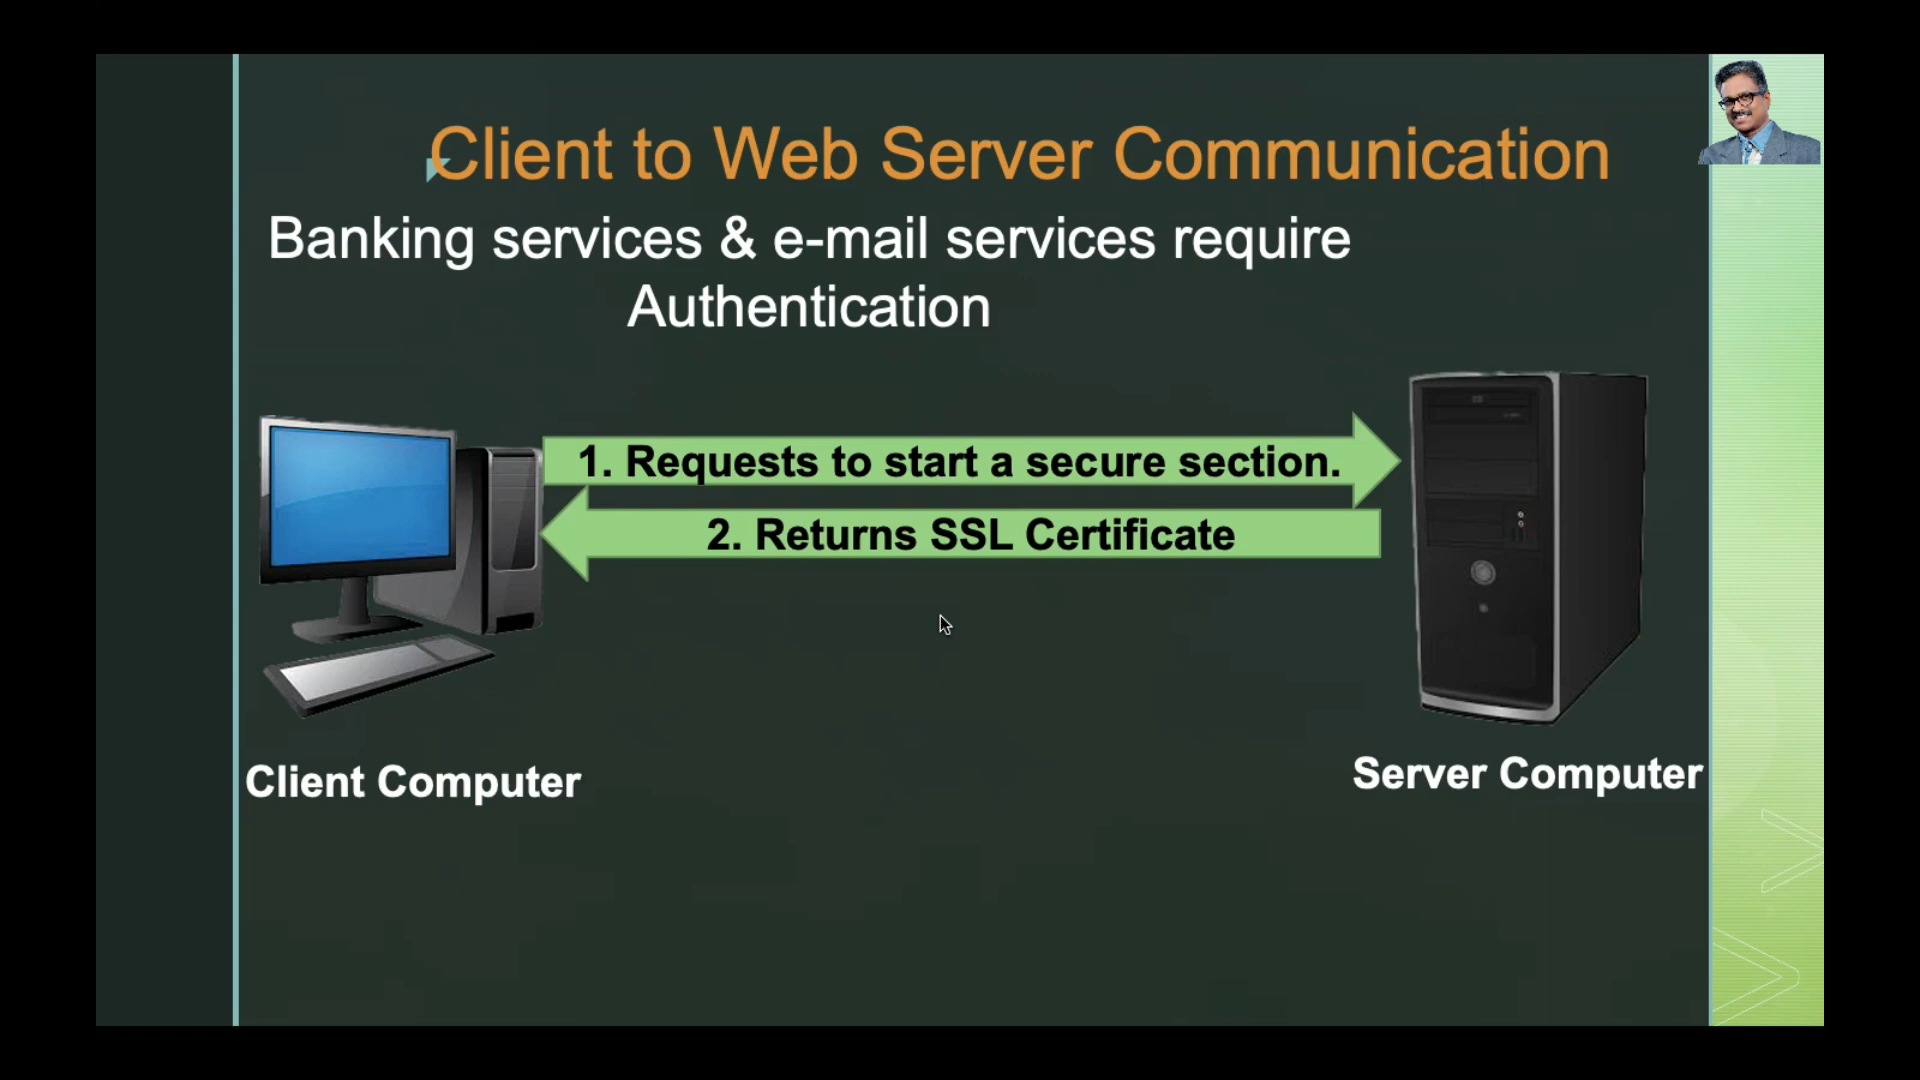 Client to Web Server Communication
Banking services & e-mail services require
Authentication
1. Requests to start a secure section.
2. Returns SSL Certificate
Client Computer
Server Computer